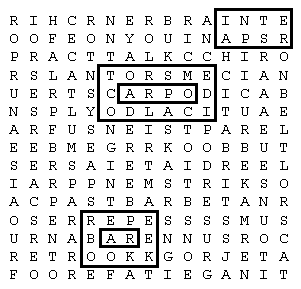 R I H C R N E R B R A I N T E
O O F E O N Y O U I N A P S R
P R A C T T A L K C C H I R O
R S L A N T O R S M E C I A N
U E R T S C A R P O D I C A B
N S P L Y O D L A C I T U A E
A R F U S N E I S T P A R E L
E E B M E G R R K O O B B U T
S E R S A I E T A I D R E E L
I A R P P N E M S T R I K S O
A C P A S T B A R B E T A N R
O S E R R E P E S S S S M U S
U R N A B A R E N N U S R O C
R E T R O O K K G O R J E T A
F O O R E F A T I E G A N I T